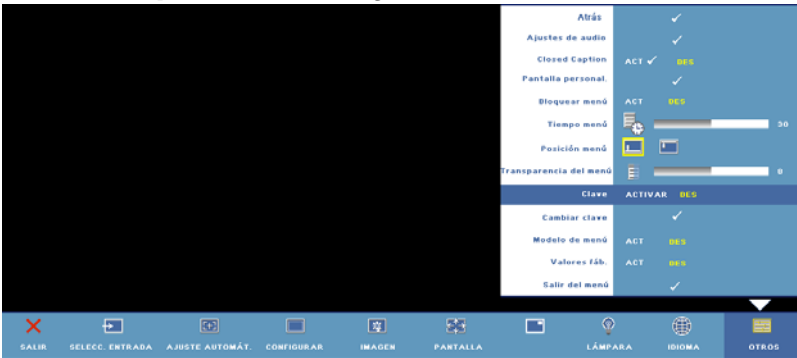 Atrás
Ajustes de audio
Closed Caption ACT DES
Pantalla personal.
Bloquear menú ACT DES
Tiempo menú 30
Posición menú
Transparencia del menú 0
Clave ACTIVAR DES
Cambiar clave
Modelo de menú ACT DES
Valores fáb. ACT DES
Salir del menú
SALIR SELECC. ENTRADA AJUSTE AUTOMÁT. CONFIGURAR IMAGEN PANTALLA LÁMPARA IDIOMA OTROS